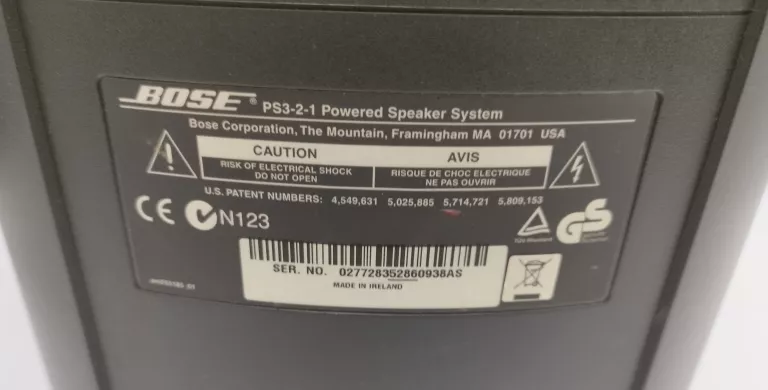 BOSE® PS3-2-1 Powered Speaker System
Bose Corporation, The Mountain, Framingham MA 01701 USA
CAUTION
RISK OF ELECTRICAL SHOCK
DO NOT OPEN
AVIS
RISQUE DE CHOC ELECTRIQUE
NE PAS OUVRIR
U.S. PATENT NUMBERS: 4,549,631 5,025,885 5,714,721 5,809,153
CE N123
GS
SER. NO. 027728352860938AS
MADE IN IRELAND